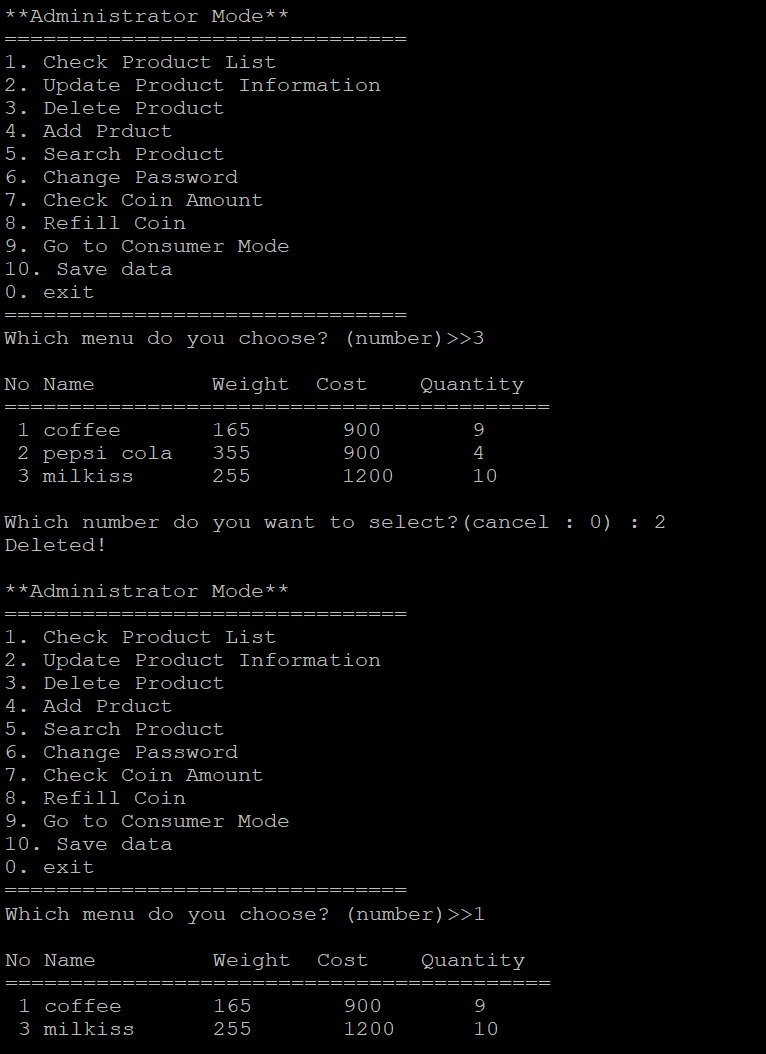 **Administrator Mode**
===============================
1. Check Product List
2. Update Product Information
3. Delete Product
4. Add Prduct
5. Search Product
6. Change Password
7. Check Coin Amount
8. Refill Coin
9. Go to Consumer Mode
10. Save data
0. exit
===============================
Which menu do you choose? (number)>>3
No Name Weight Cost Quantity
==========================================
1 coffee 165 900 9
2 pepsi cola 355 900 4
3 milkiss 255 1200 10
Which number do you want to select?(cancel : 0) : 2
Deleted!
**Administrator Mode**
===============================
1. Check Product List
2. Update Product Information
3. Delete Product
4. Add Prduct
5. Search Product
6. Change Password
7. Check Coin Amount
8. Refill Coin
9. Go to Consumer Mode
10. Save data
0. exit
===============================
Which menu do you choose? (number)>>1
No Name Weight Cost Quantity
==========================================
1 coffee 165 900 9
3 milkiss 255 1200 10